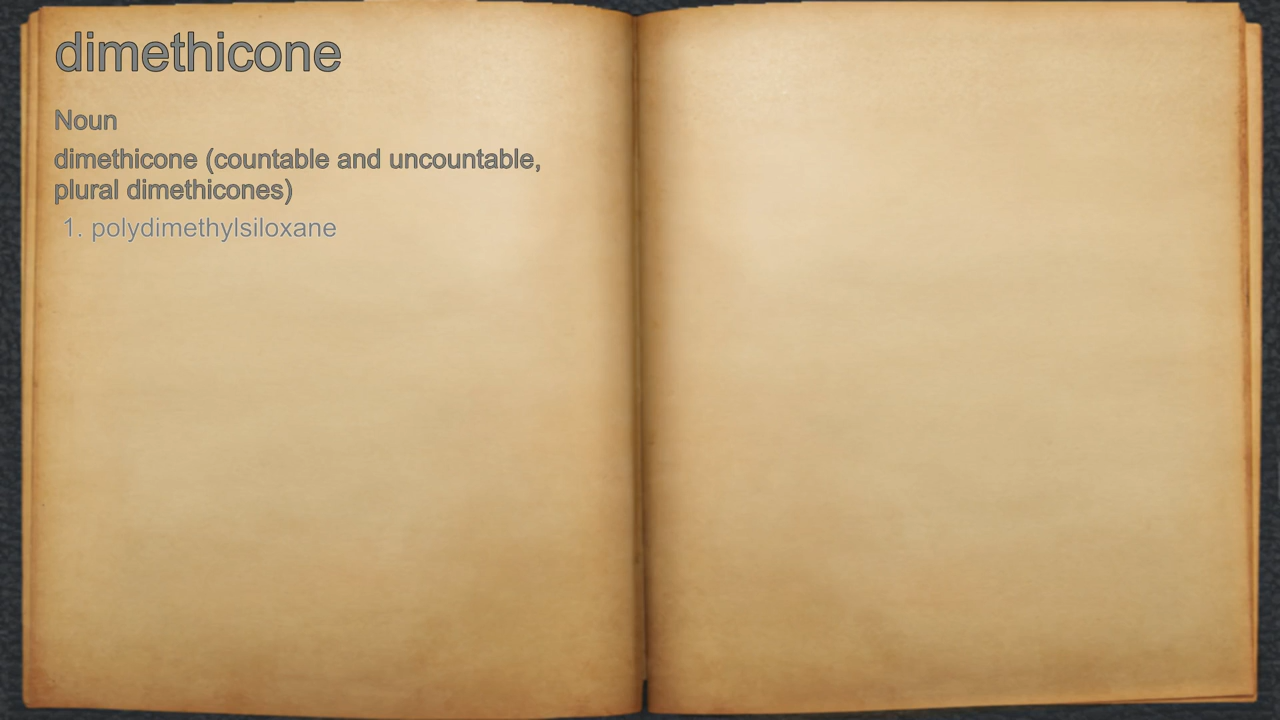 dimethicone
Noun
dimethicone (countable and uncountable,
plural dimethicones)
1. polydimethylsiloxane